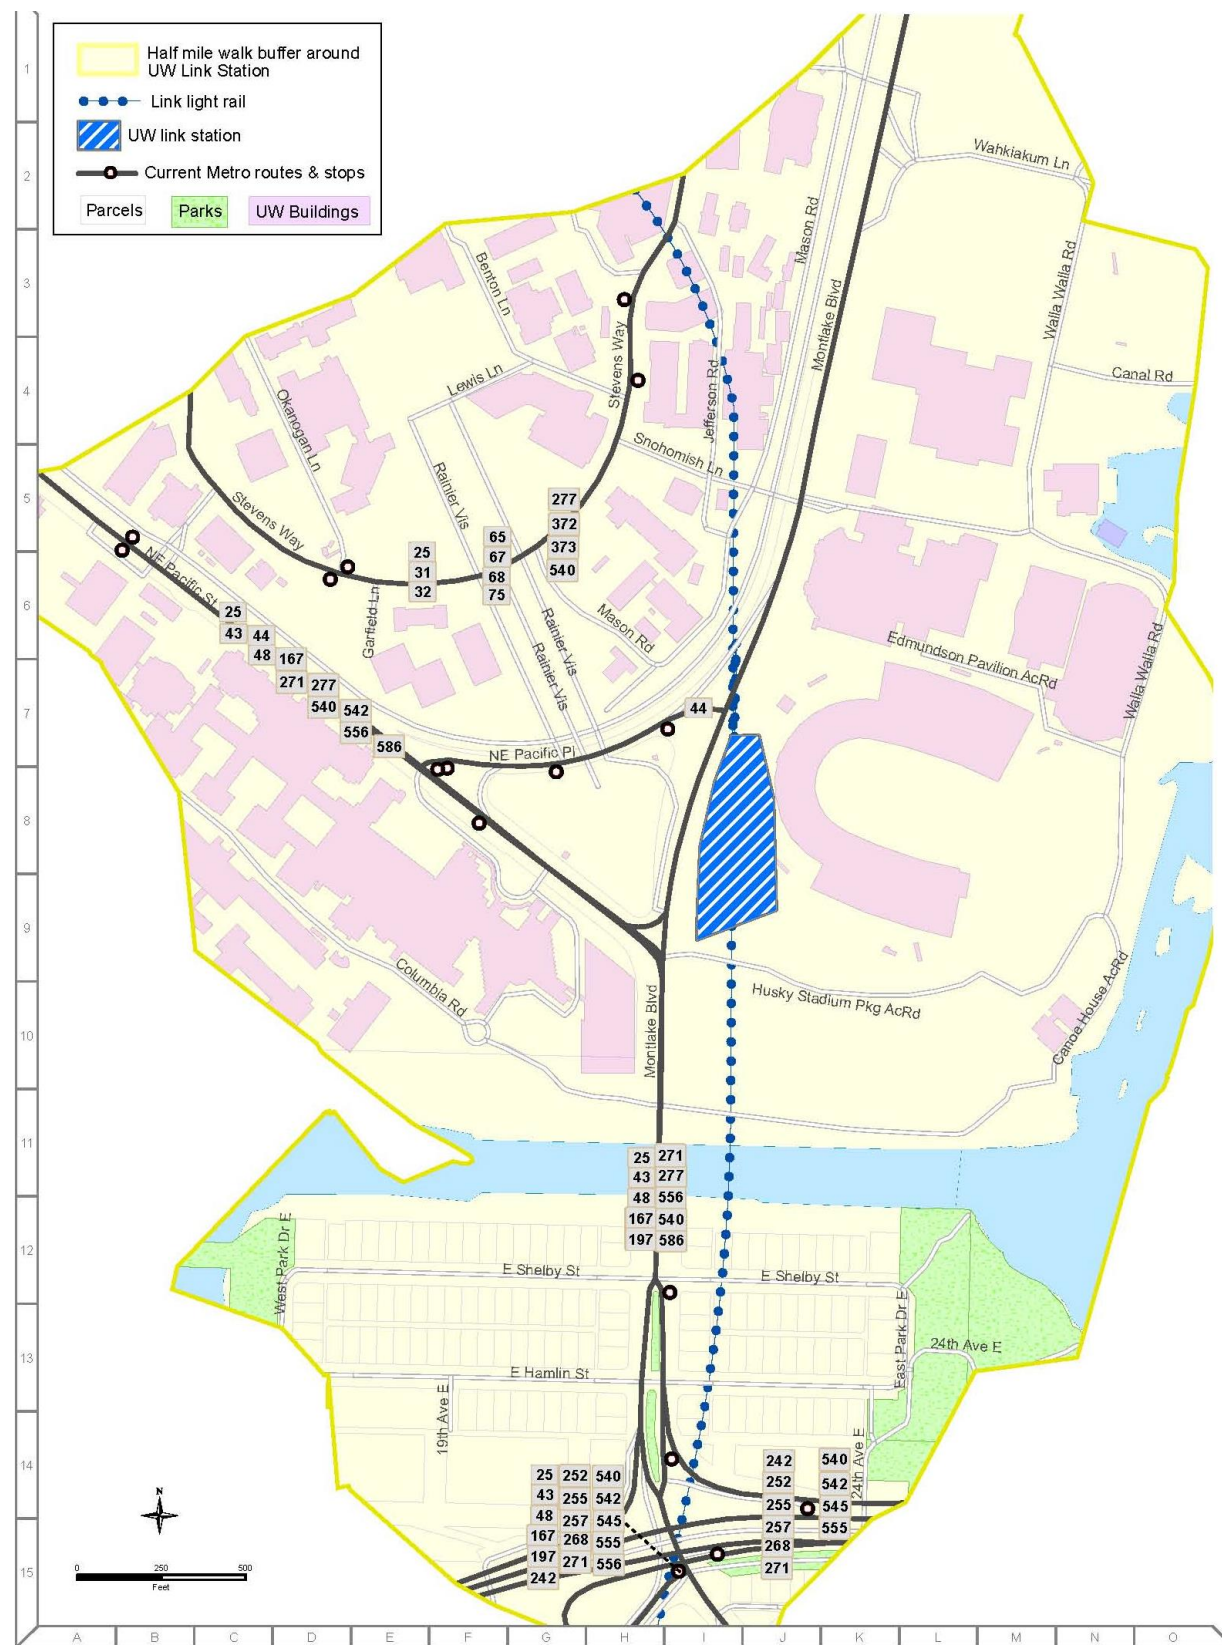 Half mile walk buffer around
UW Link Station
Link light rail
UW link station
Current Metro routes & stops
Parcels
Parks
UW Buildings
1
2
3
4
5
6
7
8
9
10
11
12
13
14
15
Wahkiakum Ln
Mason Rd
Walla Walla Rd
Benton Ln
Montlake Blvd
Stevens Way
Jefferson Rd
Canal Rd
Lewis Ln
Okanogan Ln
Snohomish Ln
Rainier Vis
Stevens Way
277
372
373
540
65
67
68
75
25
31
32
NE Pacific St
Garfield Ln
Rainier Vis
Rainier Vis
Mason Rd
Edmundson Pavilion AcRd
Walla Walla Rd
25
43
44
48
167
271
277
540
542
556
586
44
NE Pacific Pl
Columbia Rd
Montlake Blvd
Husky Stadium Pkg AcRd
Canoe House AcRd
25 271
43 277
48 556
167 540
197 586
West Park Dr E
E Shelby St
E Shelby St
East Park Dr E
24th Ave E
E Hamlin St
19th Ave E
24th Ave E
25 252 540
43 255 542
48 257 545
167 268 555
197 271 556
242
242 540
252 542
255 545
257 555
268
271
N
0 250 500
Feet
A B C D E F G H I J K L M N O